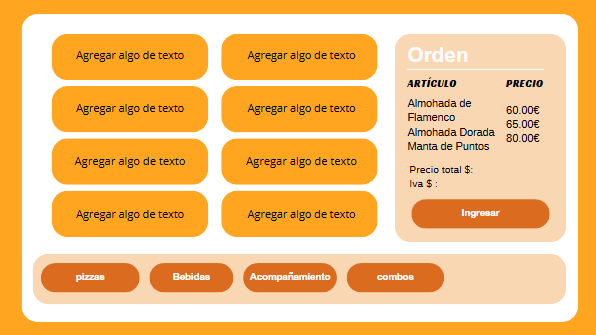 Agregar algo de texto
Agregar algo de texto
Agregar algo de texto
Agregar algo de texto
Agregar algo de texto
Agregar algo de texto
Agregar algo de texto
Agregar algo de texto
Orden
ARTÍCULO PRECIO
Almohada de
Flamenco 60.00€
Almohada Dorada 65.00€
Manta de Puntos 80.00€
Precio total $:
Iva $ :
Ingresar
pizzas Bebidas Acompañamiento combos